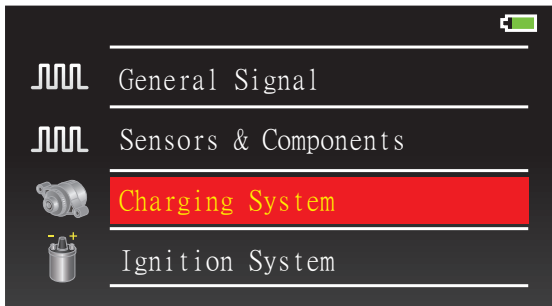 General Signal
Sensors & Components
Charging System
- +
Ignition System